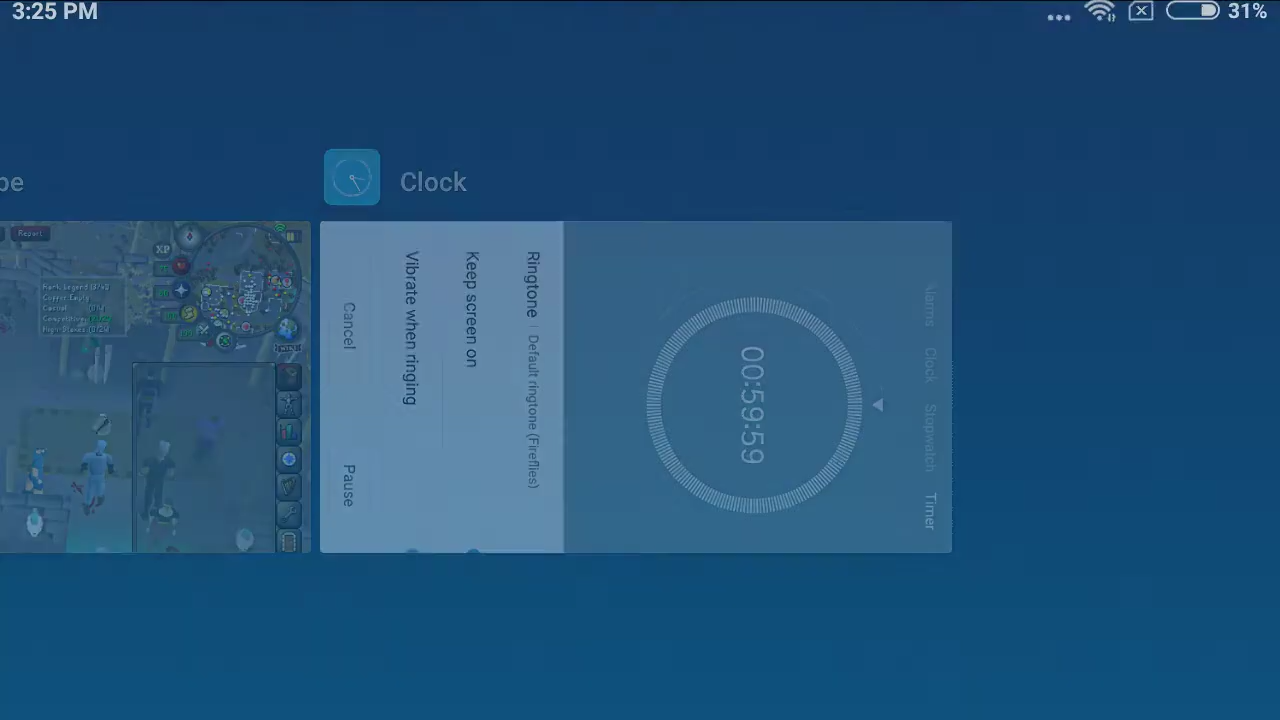 3:25 PM
31%
pe
Clock
Report
XP
Alarms
Clock
Stopwatch
Timer
00:59:59
Ringtone | Default ringtone (Fireflies)
Keep screen on
Vibrate when ringing
Cancel
Pause